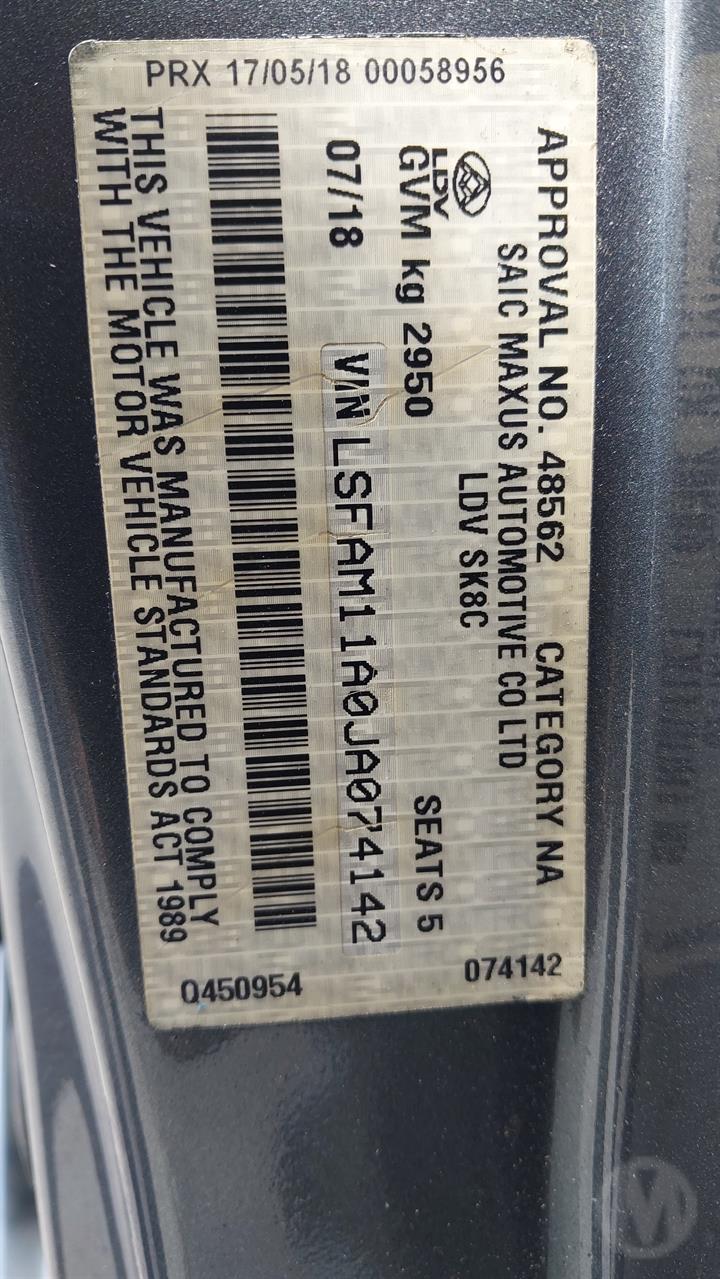 PRX 17/05/18 00058956
APPROVAL NO. 48562 CATEGORY NA
SAIC MAXUS AUTOMOTIVE CO LTD
LDV
LDV SK8C
GVM kg 2950 SEATS 5
07/18 VIN LSFAM11A0JA074142
THIS VEHICLE WAS MANUFACTURED TO COMPLY
WITH THE MOTOR VEHICLE STANDARDS ACT 1989
Q450954
074142